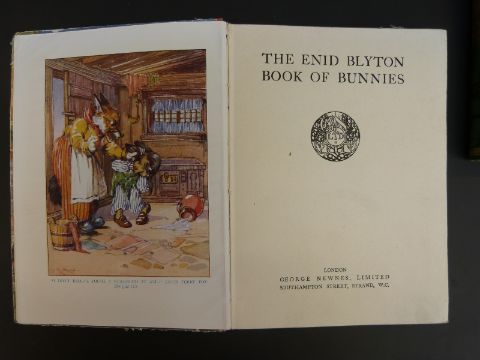 THE ENID BLYTON
BOOK OF BUNNIES
LONDON
GEORGE NEWNES, LIMITED
SOUTHAMPTON STREET, STRAND, W.C.